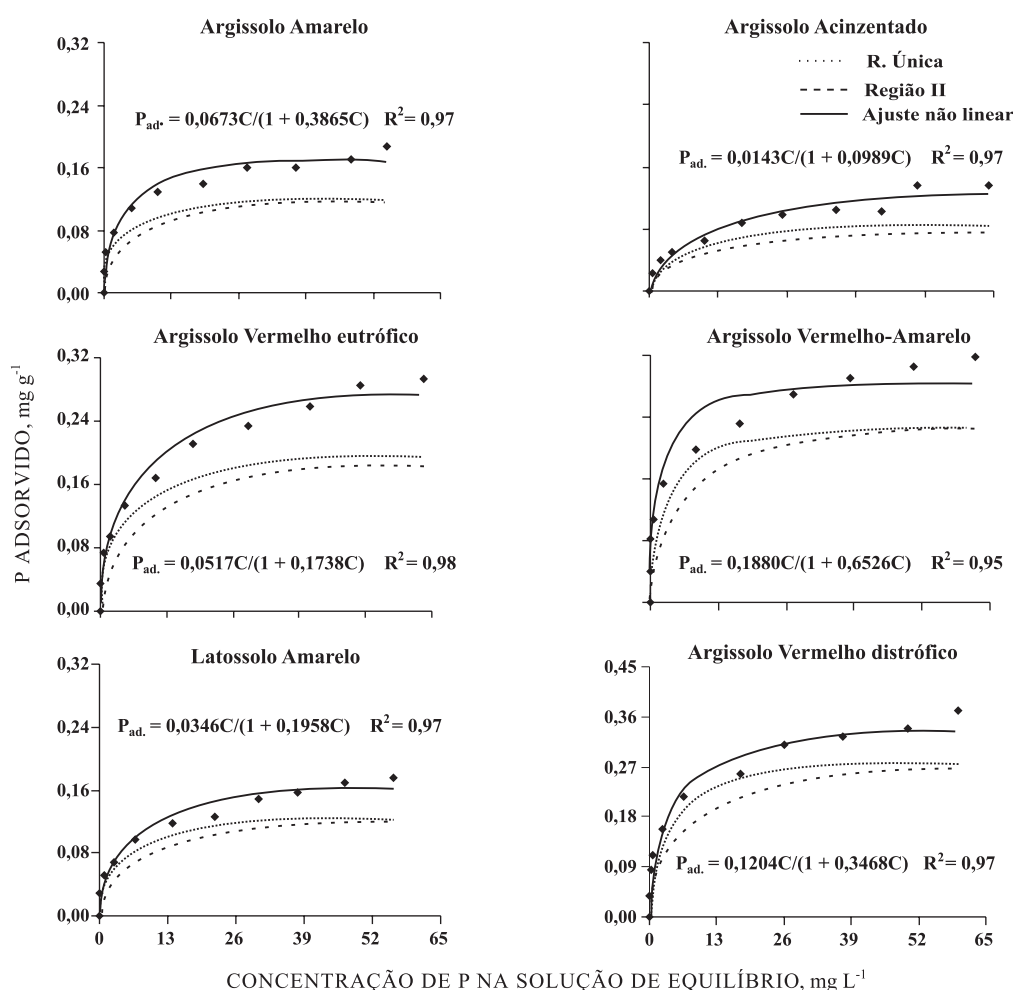 Argissolo Amarelo
0,32
0,24
0,16
0,08
0,00
P_ad. = 0,0673C/(1 + 0,3865C) R² = 0,97
Argissolo Acinzentado
R. Única
Região II
Ajuste não linear
P_ad. = 0,0143C/(1 + 0,0989C) R² = 0,97
P ADSORVIDO, mg g⁻¹
Argissolo Vermelho eutrófico
0,32
0,24
0,16
0,08
0,00
P_ad. = 0,0517C/(1 + 0,1738C) R² = 0,98
Argissolo Vermelho-Amarelo
P_ad. = 0,1880C/(1 + 0,6526C) R² = 0,95
Latossolo Amarelo
0,32
0,24
0,16
0,08
0,00
P_ad. = 0,0346C/(1 + 0,1958C) R² = 0,97
0 13 26 39 52 65
Argissolo Vermelho distrófico
0,45
0,36
0,27
0,18
0,09
0,00
P_ad. = 0,1204C/(1 + 0,3468C) R² = 0,97
0 13 26 39 52 65
CONCENTRAÇÃO DE P NA SOLUÇÃO DE EQUILÍBRIO, mg L⁻¹